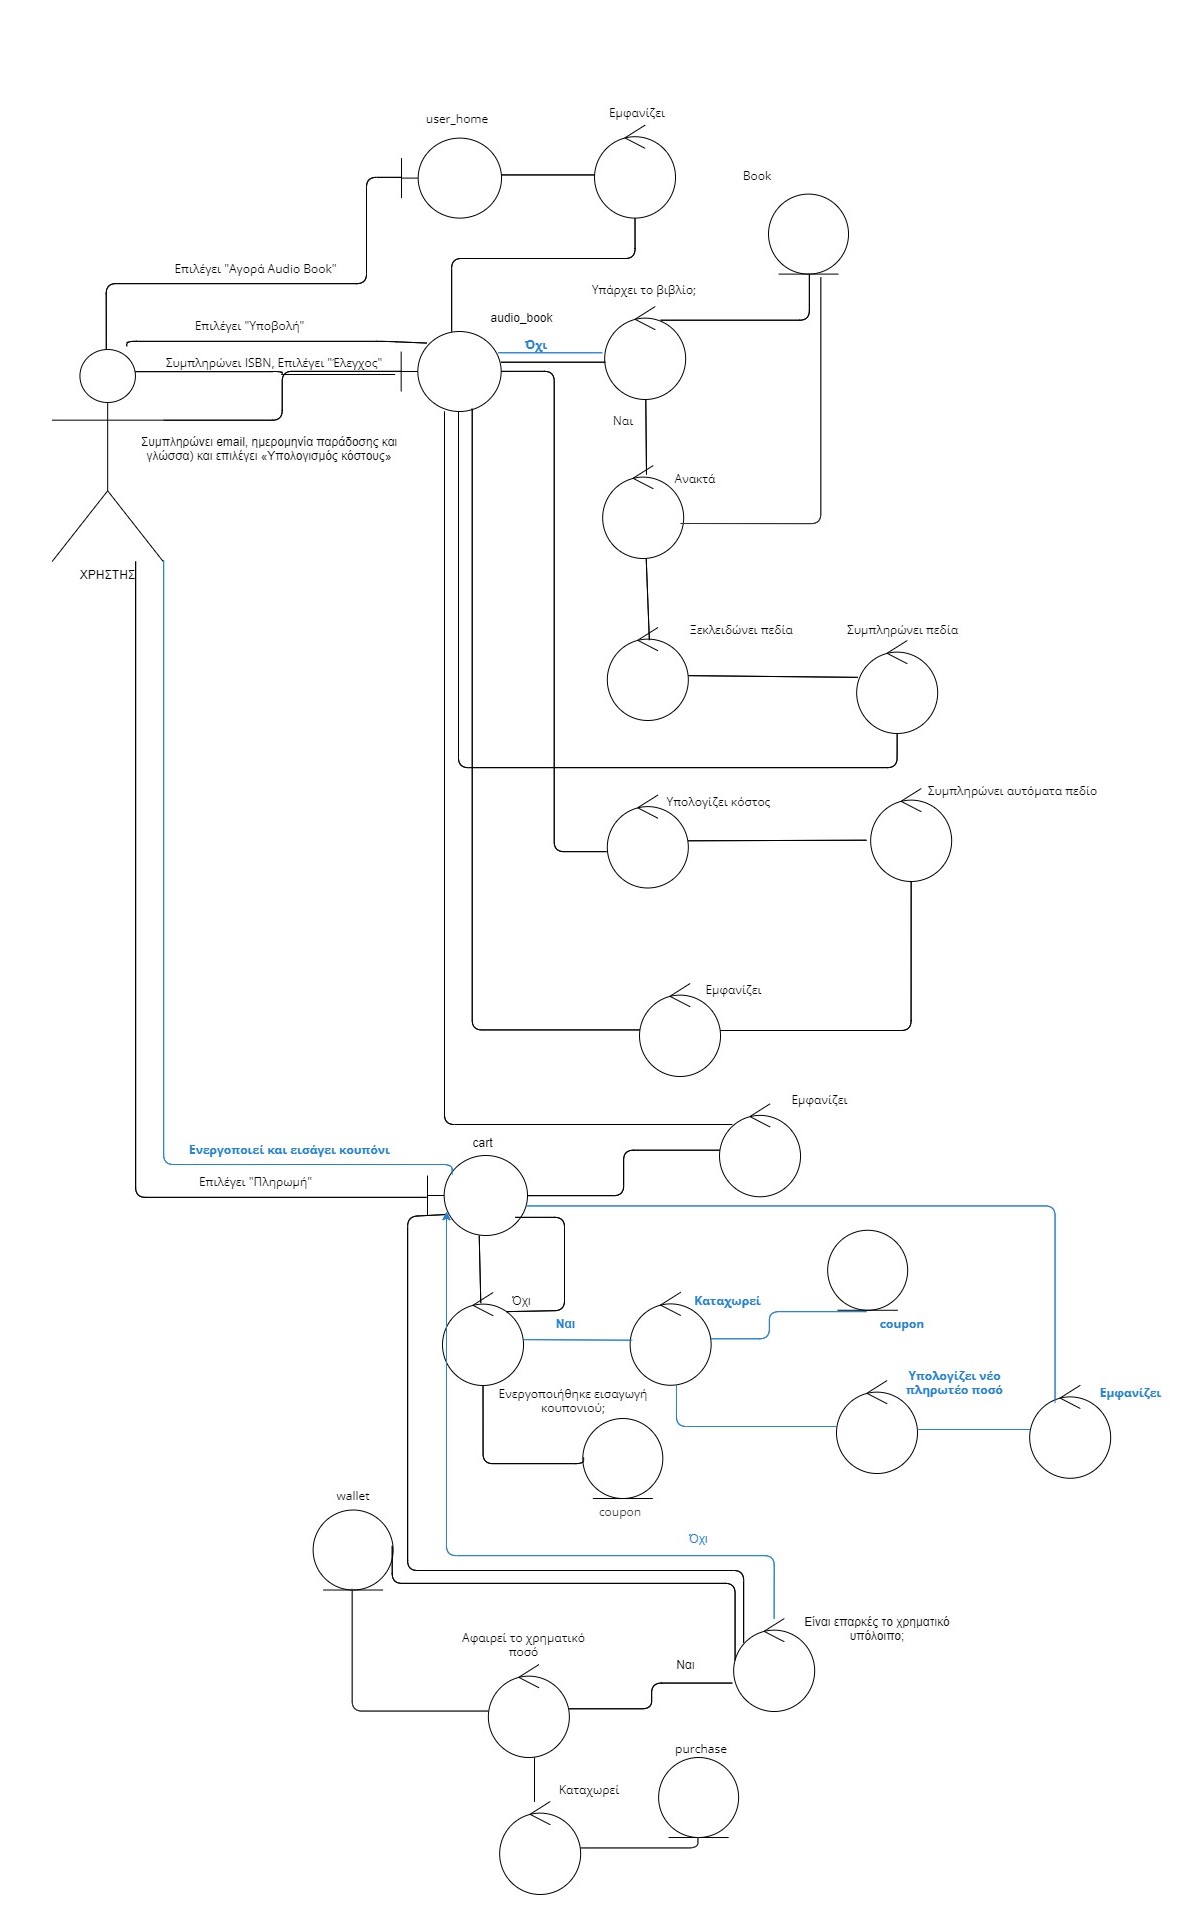 Εμφανίζει
user_home
Book
Επιλέγει "Αγορά Audio Book"
Υπάρχει το βιβλίο;
audio_book
Επιλέγει "Υποβολή"
Όχι
Συμπληρώνει ISBN, Επιλέγει "Έλεγχος"
Ναι
Συμπληρώνει email, ημερομηνία παράδοσης και
γλώσσα) και επιλέγει «Υπολογισμός κόστους»
Ανακτά
ΧΡΗΣΤΗΣ
Ξεκλειδώνει πεδία
Συμπληρώνει πεδία
Συμπληρώνει αυτόματα πεδίο
Υπολογίζει κόστος
Εμφανίζει
Εμφανίζει
cart
Ενεργοποιεί και εισάγει κουπόνι
Επιλέγει "Πληρωμή"
Όχι
Καταχωρεί
Ναι
coupon
Υπολογίζει νέο
πληρωτέο ποσό
Εμφανίζει
Ενεργοποιήθηκε εισαγωγή
κουπονιού;
coupon
wallet
Όχι
Είναι επαρκές το χρηματικό
υπόλοιπο;
Αφαιρεί το χρηματικό
ποσό
Ναι
purchase
Καταχωρεί